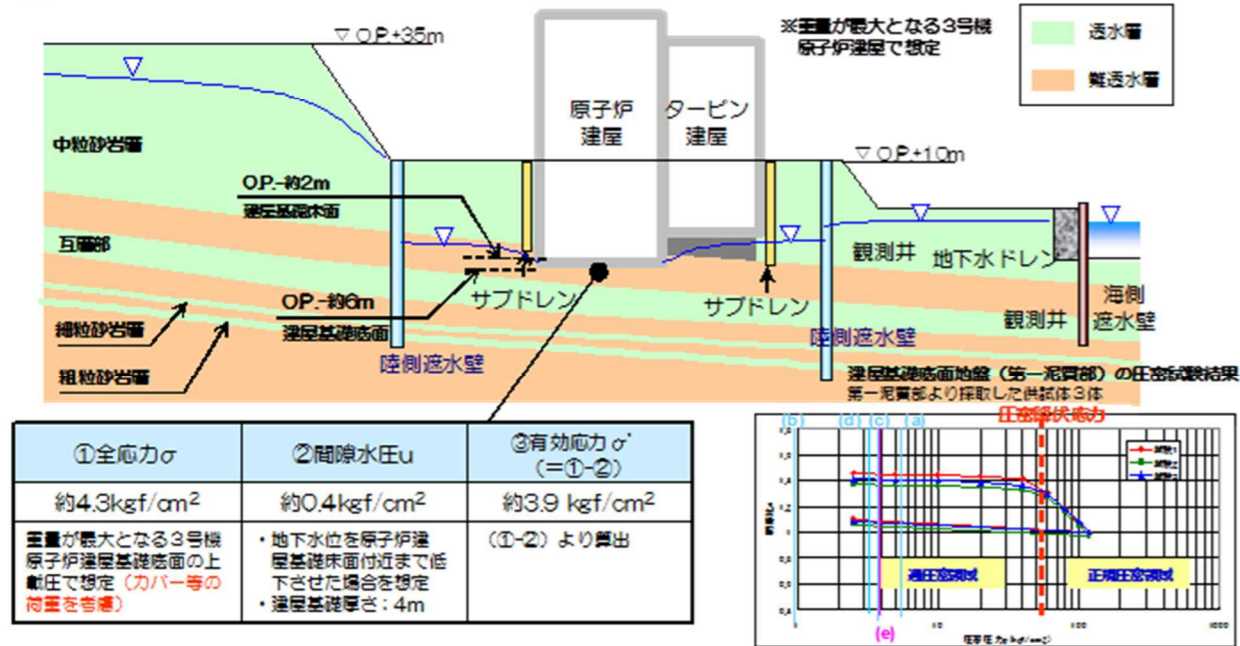 ▽ O.P.+35m
※重量が最大となる3号機
原子炉建屋で想定
透水層
難透水層
原子炉
建屋
タービン
建屋
中粒砂岩層
▽ O.P.+10m
O.P.-約2m
建屋基礎床面
互層部
観測井
地下水ドレン
サブドレン
サブドレン
O.P.-約6m
建屋基礎底面
海側
遮水壁
観測井
細粒砂岩層
陸側遮水壁
陸側遮水壁
粗粒砂岩層
建屋基礎底面地盤(第一泥質部)の圧密試験結果
第一泥質部より採取した供試体3体
圧密降伏応力
(b) (d) (c) (a)
試験1
試験2
試験3
過圧密領域
正規圧密領域
1 10 100 1000
(e)
①全応力σ
②間隙水圧u
③有効応力σ'
(=①-②)
約4.3kgf/cm²
約0.4kgf/cm²
約3.9 kgf/cm²
重量が最大となる3号機
原子炉建屋基礎底面の上
載圧で想定(カバー等の
荷重を考慮)
・地下水位を原子炉建
屋基礎床面付近まで低
下させた場合を想定
・建屋基礎厚さ:4m
(①-②)より算出